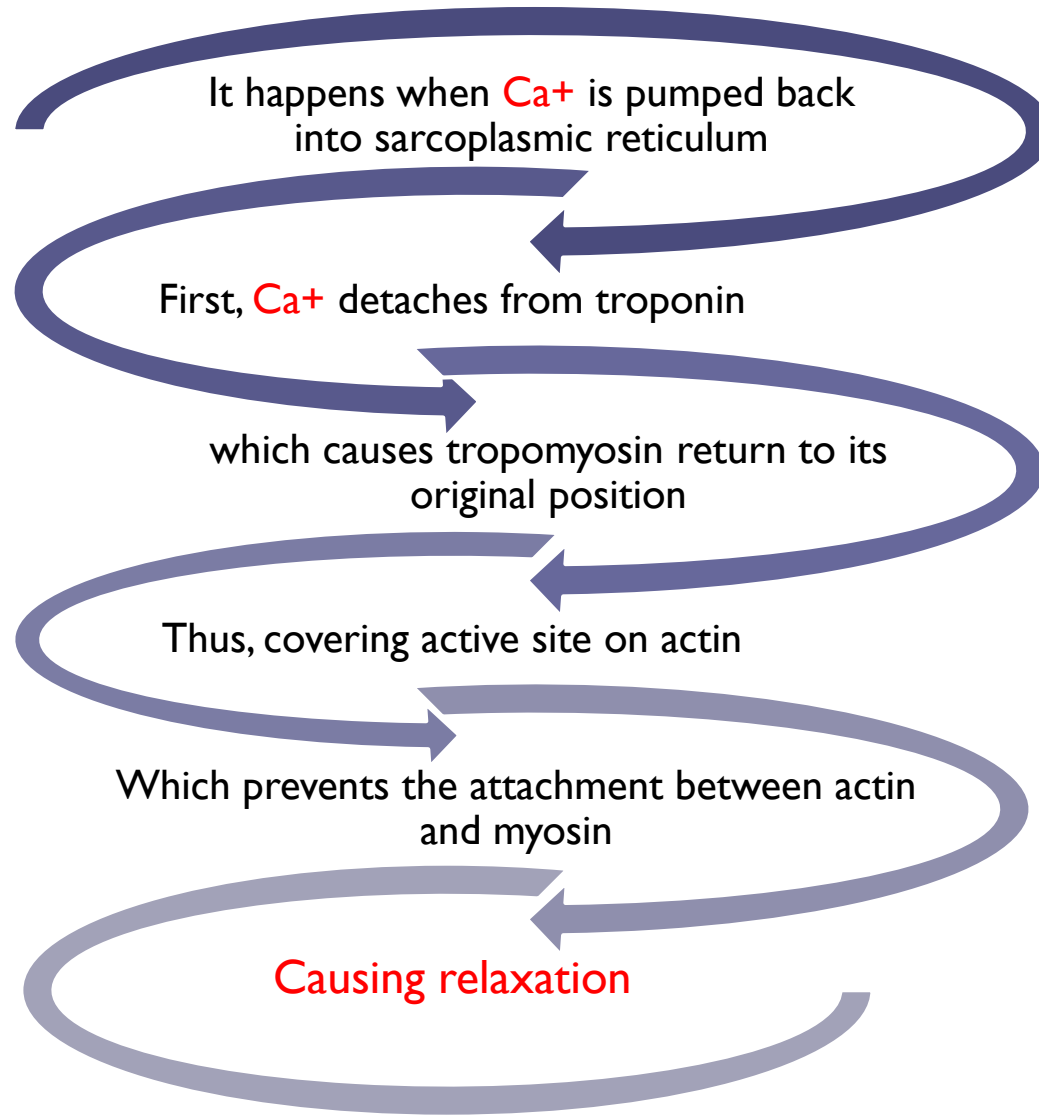 It happens when Ca+ is pumped back
into sarcoplasmic reticulum
First, Ca+ detaches from troponin
which causes tropomyosin return to its
original position
Thus, covering active site on actin
Which prevents the attachment between actin
and myosin
Causing relaxation